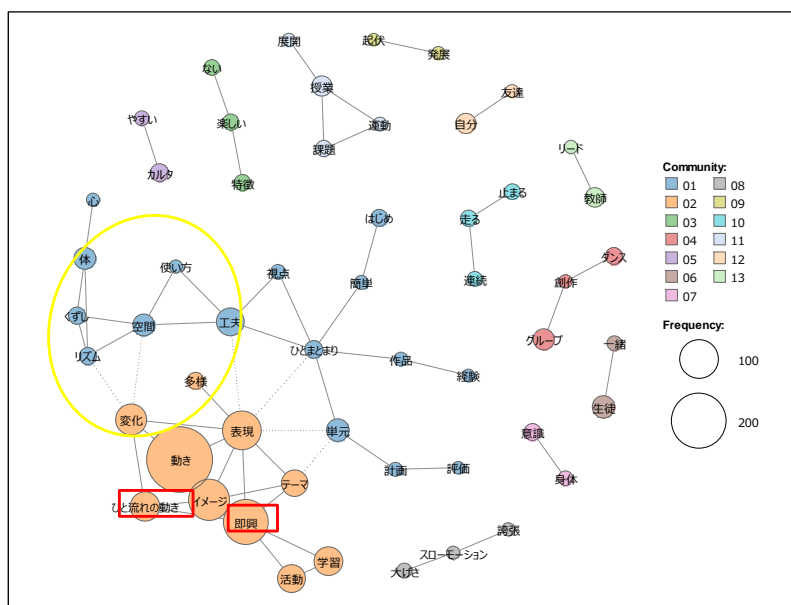 展開
起伏
発展
ない
授業
友達
やすい
楽しい
運動
自分
課題
リード
カルタ
特徴
教師
心
はじめ
止まる
走る
体
使い方
視点
簡単
連続
ダンス
創作
くずし
空間
工夫
リズム
ひとまとまり
グループ
一緒
作品
経験
多様
生徒
変化
表現
単元
意識
動き
計画
評価
身体
テーマ
ひと流れの動き
イメージ
即興
誇張
スローモーション
大げさ
学習
活動
Community:
01 08
02 09
03 10
04 11
05 12
06 13
07
Frequency:
100
200